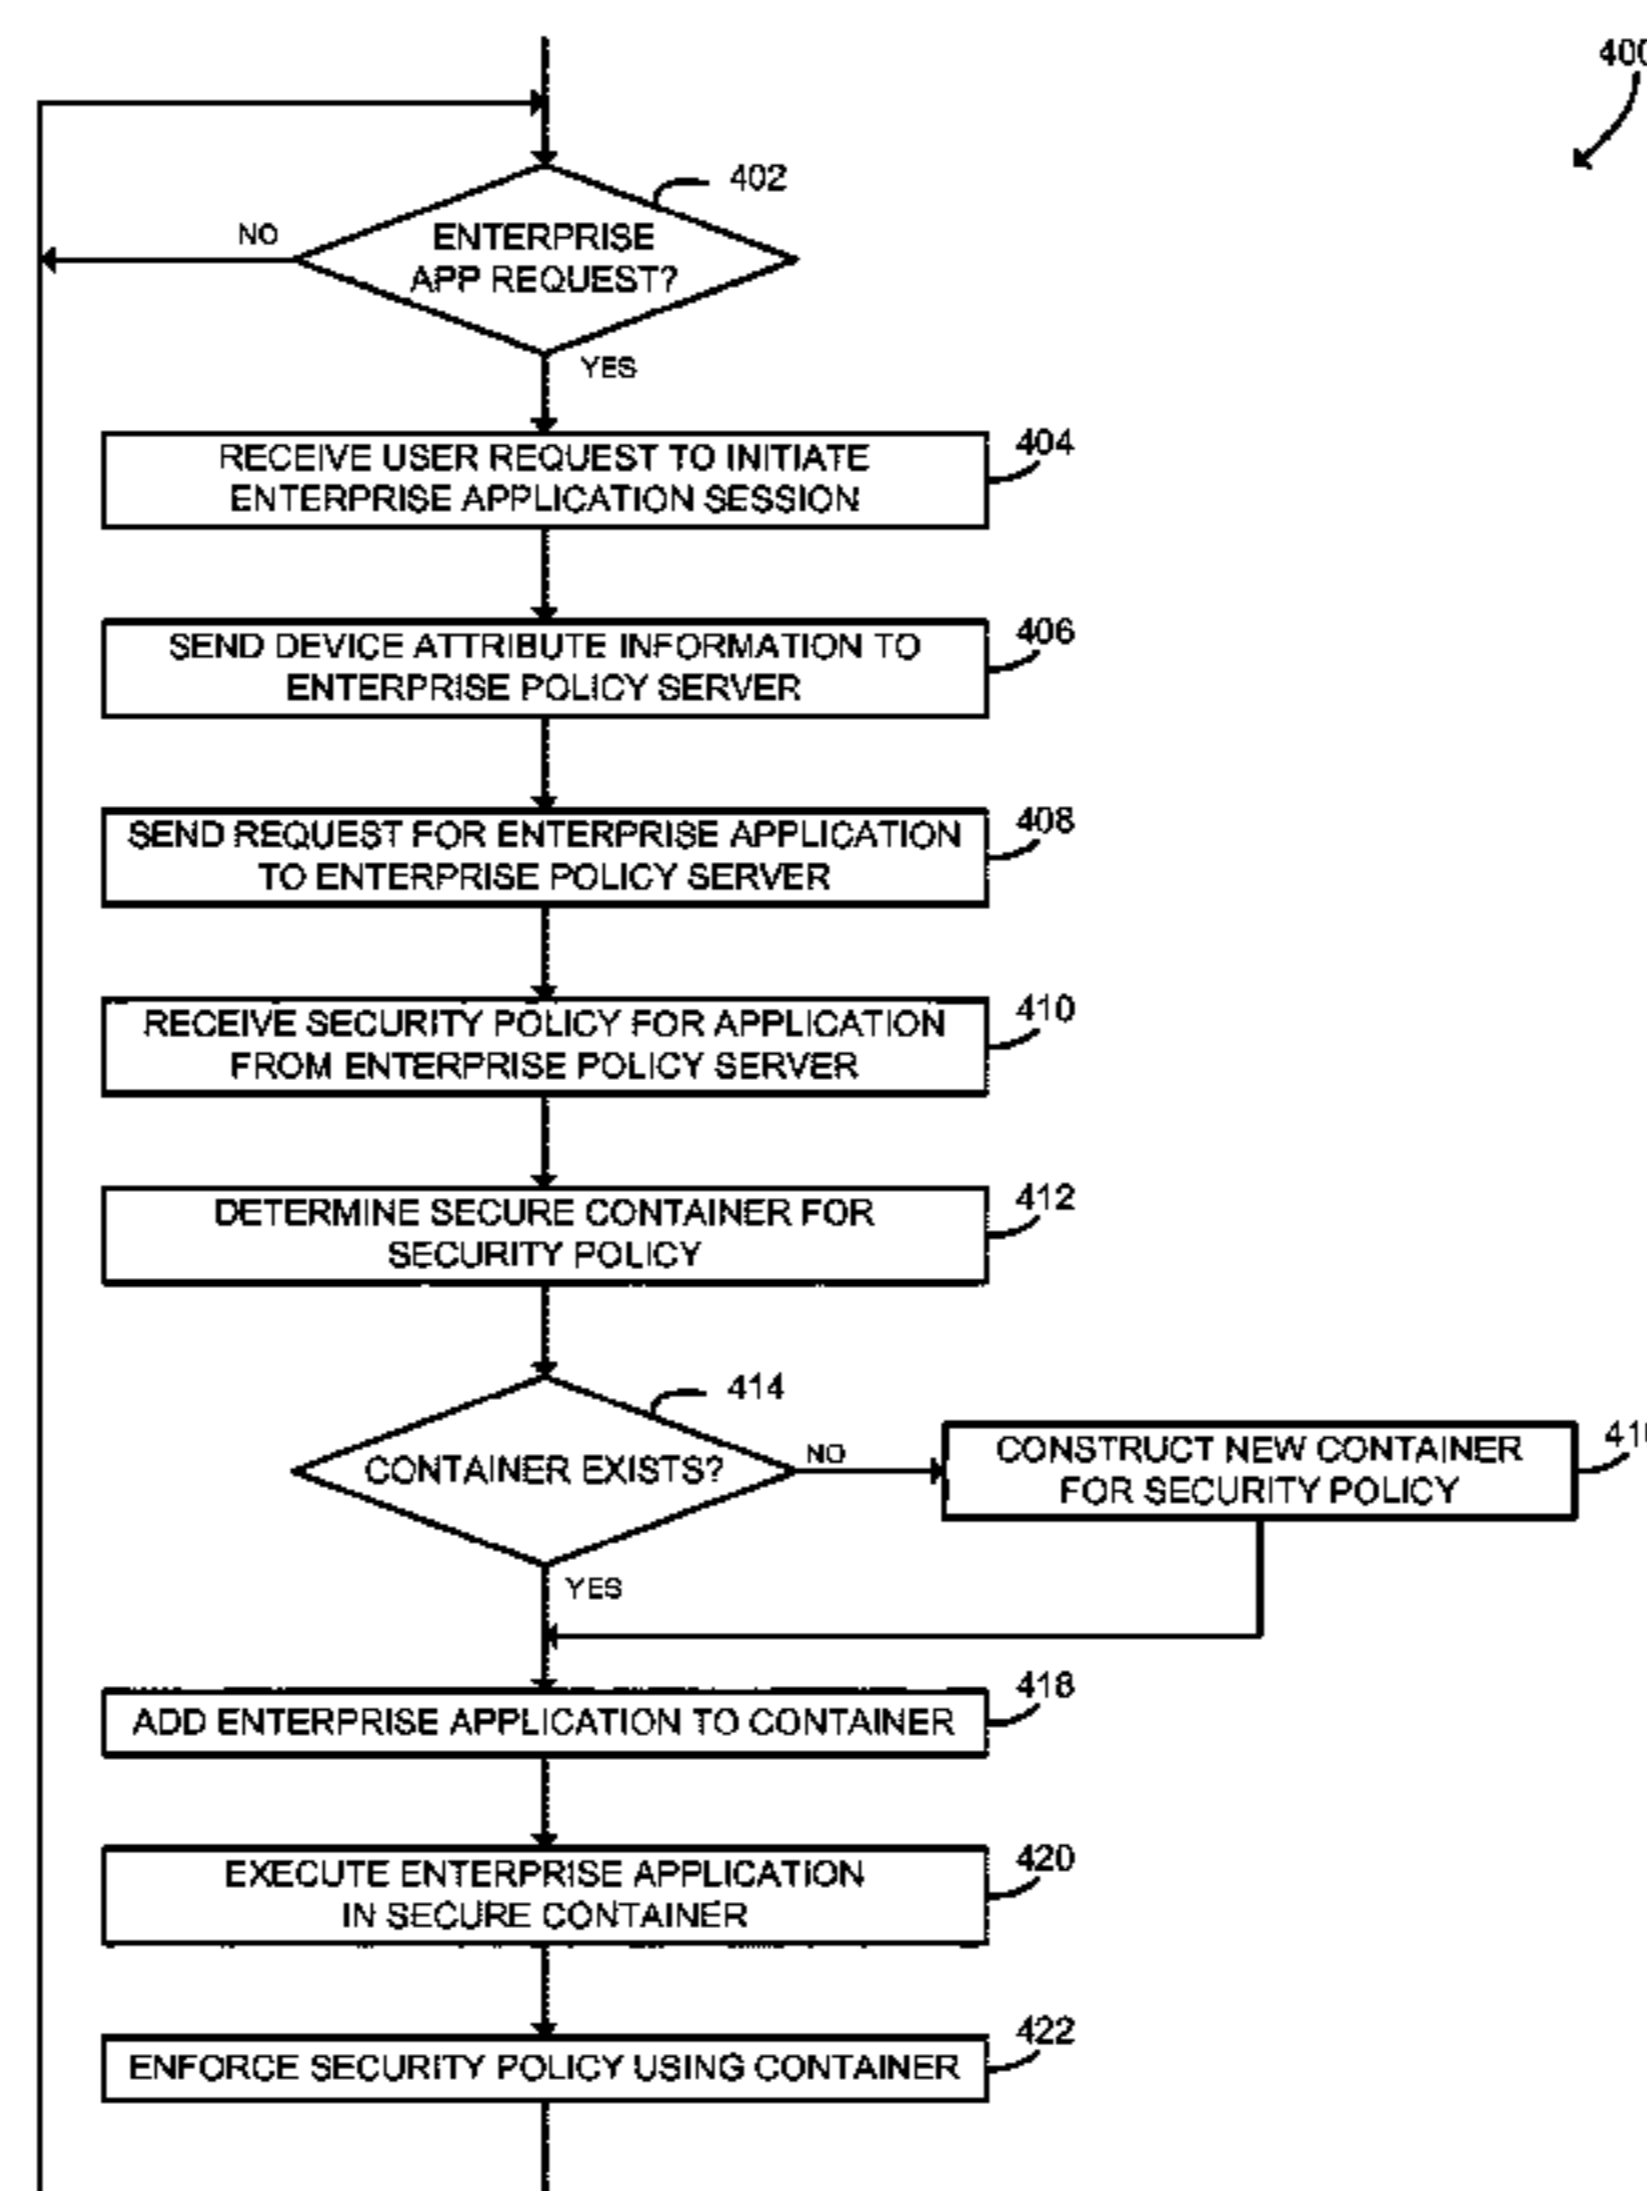 400
402
ENTERPRISE
APP REQUEST?
NO
YES
404
RECEIVE USER REQUEST TO INITIATE
ENTERPRISE APPLICATION SESSION
406
SEND DEVICE ATTRIBUTE INFORMATION TO
ENTERPRISE POLICY SERVER
408
SEND REQUEST FOR ENTERPRISE APPLICATION
TO ENTERPRISE POLICY SERVER
410
RECEIVE SECURITY POLICY FOR APPLICATION
FROM ENTERPRISE POLICY SERVER
412
DETERMINE SECURE CONTAINER FOR
SECURITY POLICY
414
CONTAINER EXISTS?
NO
CONSTRUCT NEW CONTAINER
FOR SECURITY POLICY
YES
418
ADD ENTERPRISE APPLICATION TO CONTAINER
420
EXECUTE ENTERPRISE APPLICATION
IN SECURE CONTAINER
422
ENFORCE SECURITY POLICY USING CONTAINER